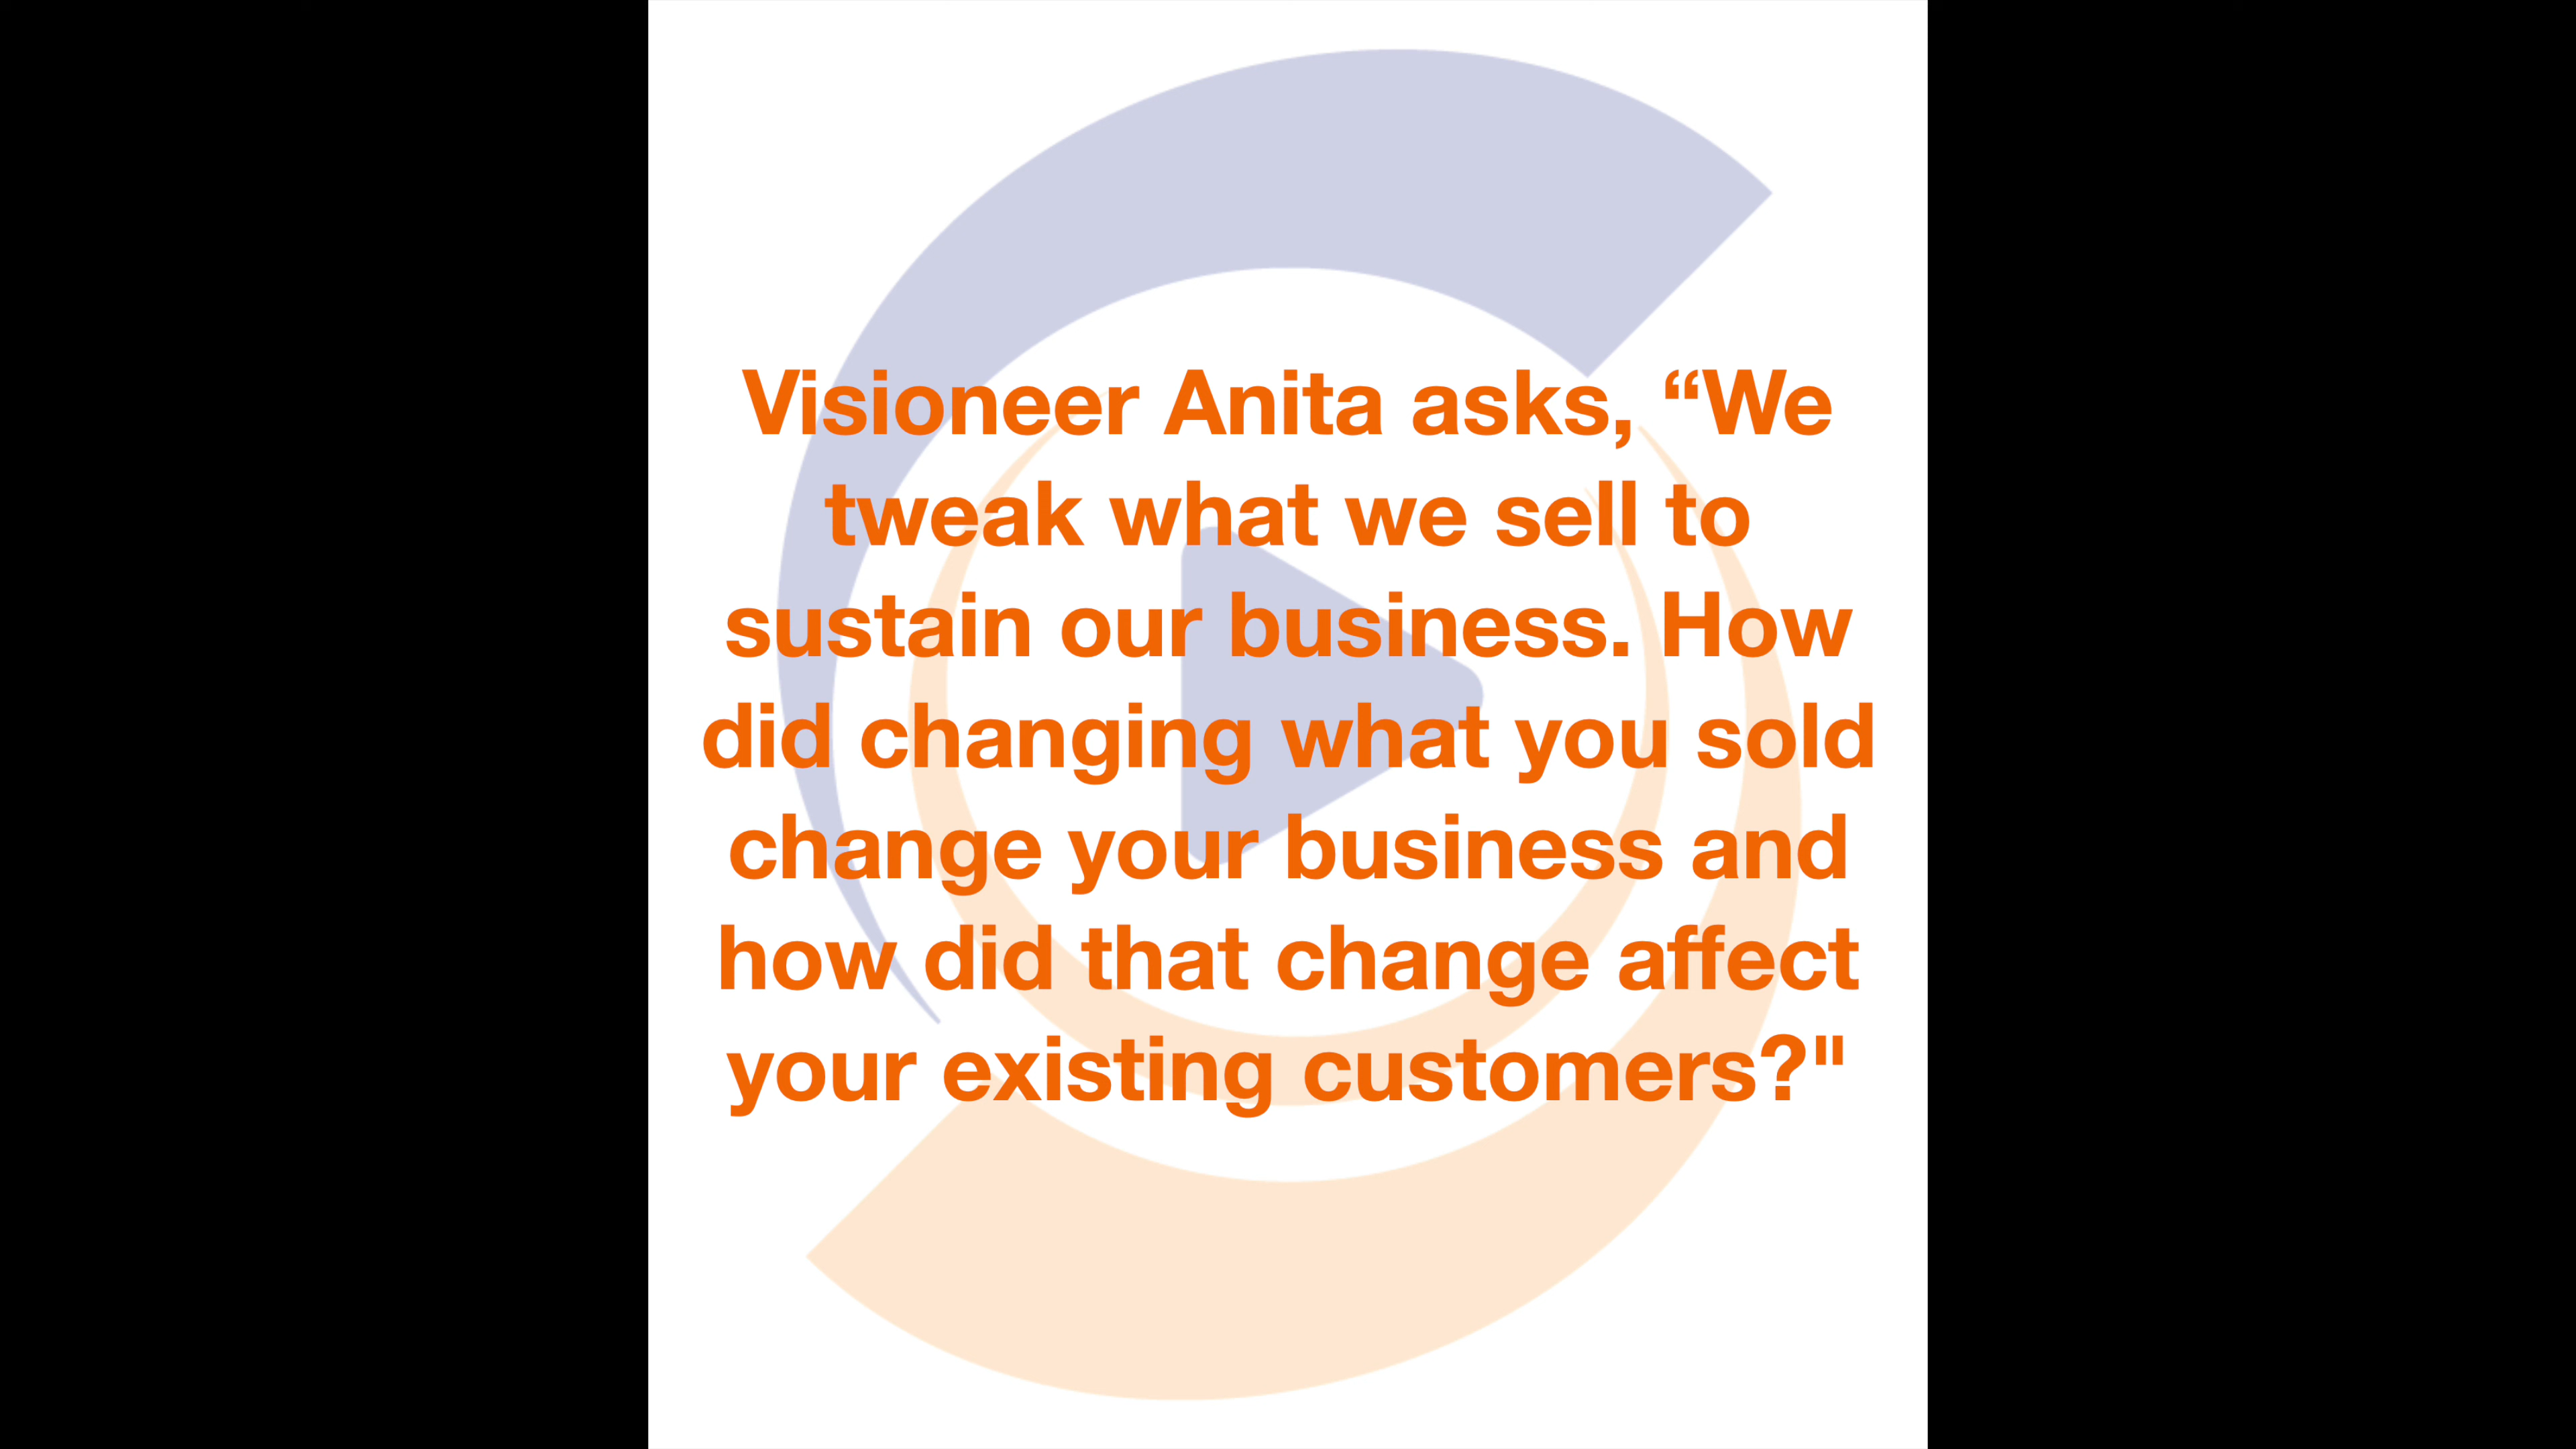 Visioneer Anita asks, “We
tweak what we sell to
sustain our business. How
did changing what you sold
change your business and
how did that change affect
your existing customers?"